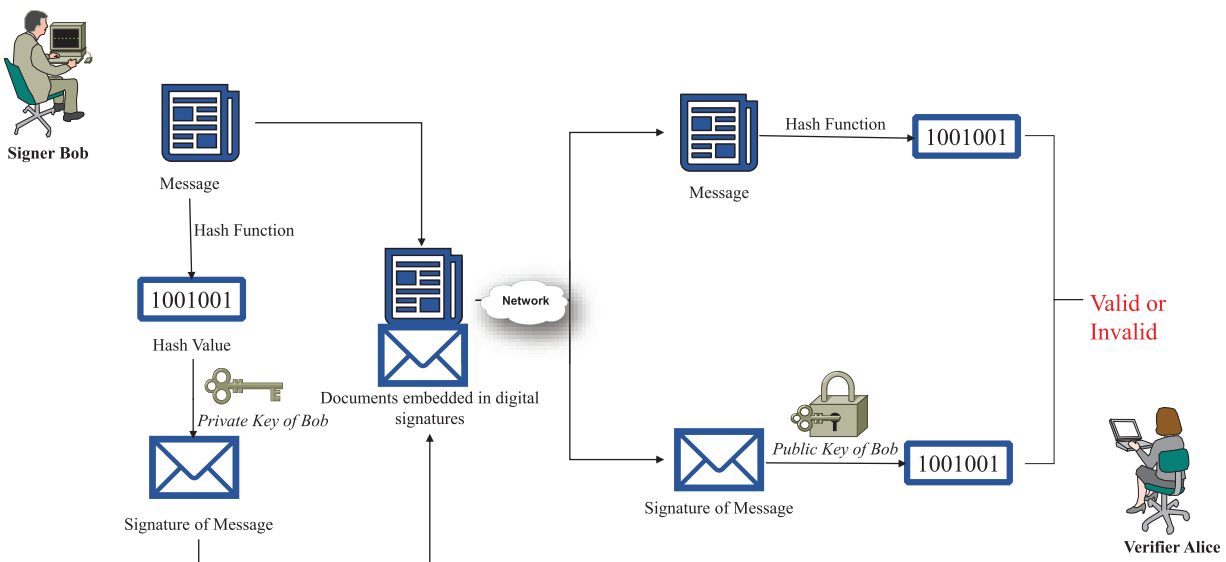 Signer Bob
Message
Hash Function
1001001
Hash Value
Private Key of Bob
Signature of Message
Documents embedded in digital
signatures
Network
Message
Hash Function
1001001
Signature of Message
Public Key of Bob
1001001
Valid or
Invalid
Verifier Alice